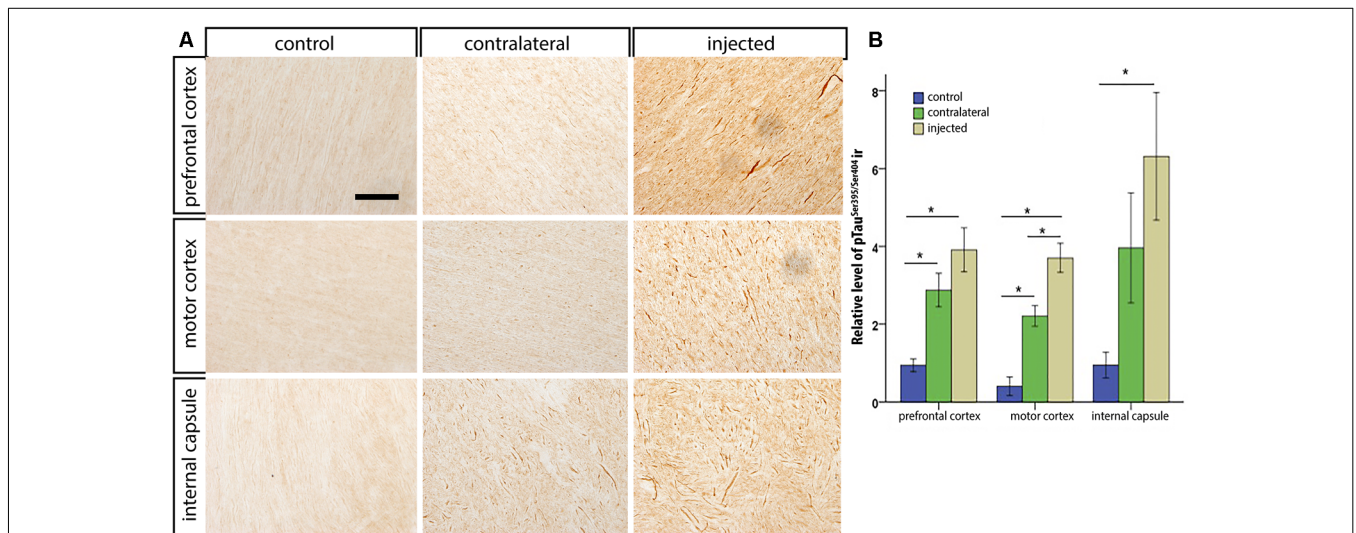 A
control
contralateral
injected
prefrontal cortex
motor cortex
internal capsule
B
control
contralateral
injected
*
*
*
*
*
*
Relative level of pTauSer395/Ser404 ir
8
6
4
2
0
prefrontal cortex
motor cortex
internal capsule